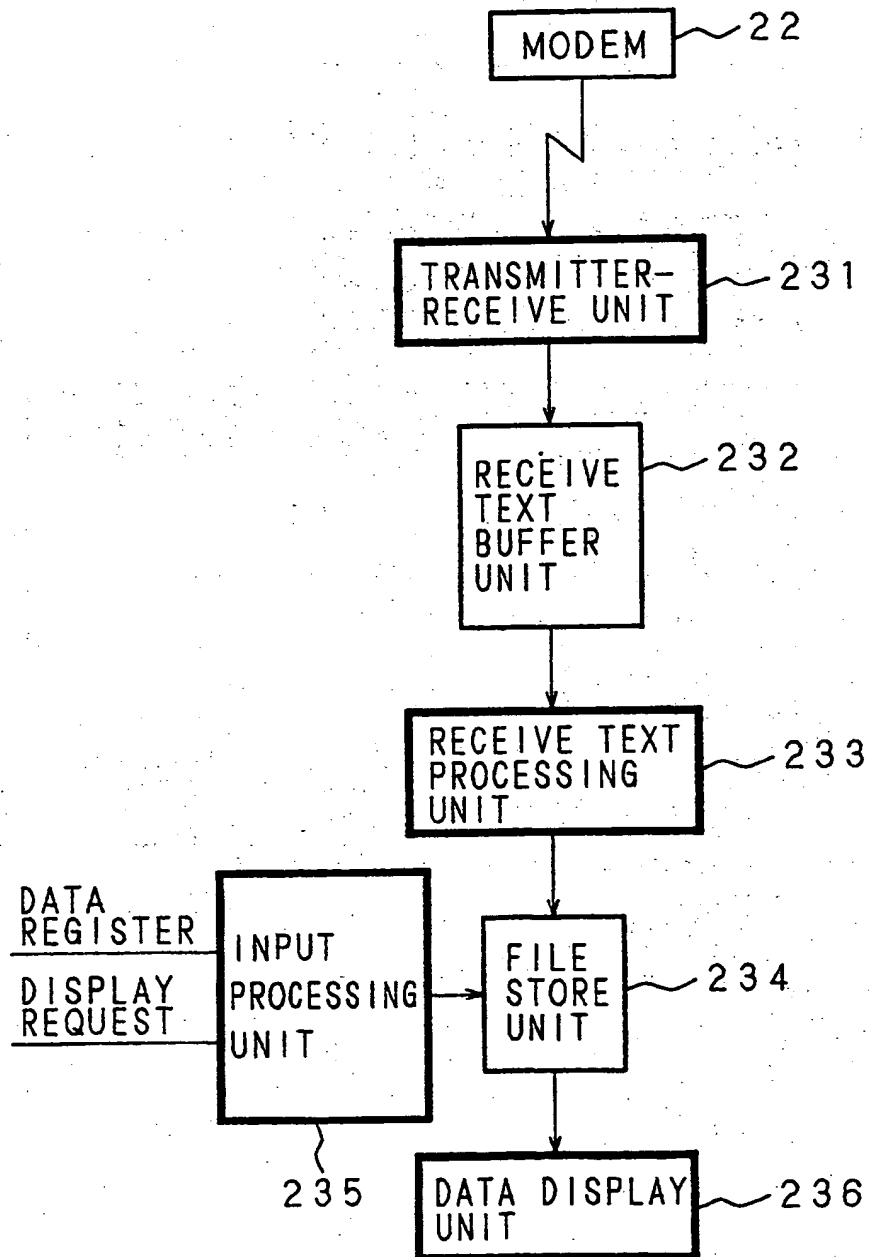 MODEM
22
TRANSMITTER-
RECEIVE UNIT
231
RECEIVE
TEXT
BUFFER
UNIT
232
RECEIVE TEXT
PROCESSING
UNIT
233
DATA
REGISTER
DISPLAY
REQUEST
INPUT
PROCESSING
UNIT
235
FILE
STORE
UNIT
234
DATA DISPLAY
UNIT
236